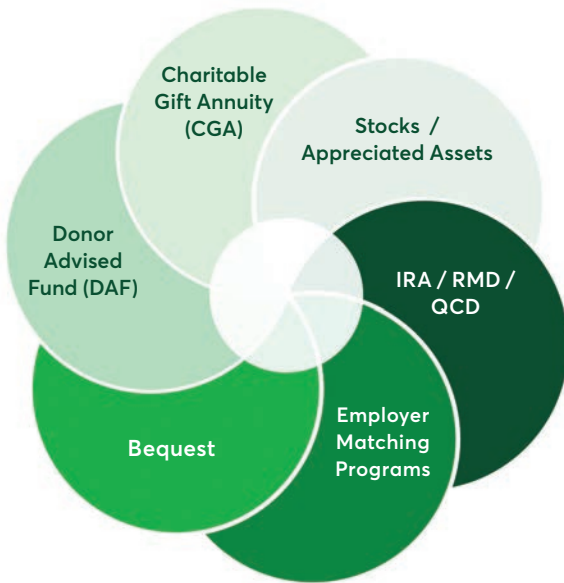 Charitable
Gift Annuity
(CGA)
Stocks /
Appreciated Assets
IRA / RMD /
QCD
Employer
Matching
Programs
Bequest
Donor
Advised
Fund (DAF)